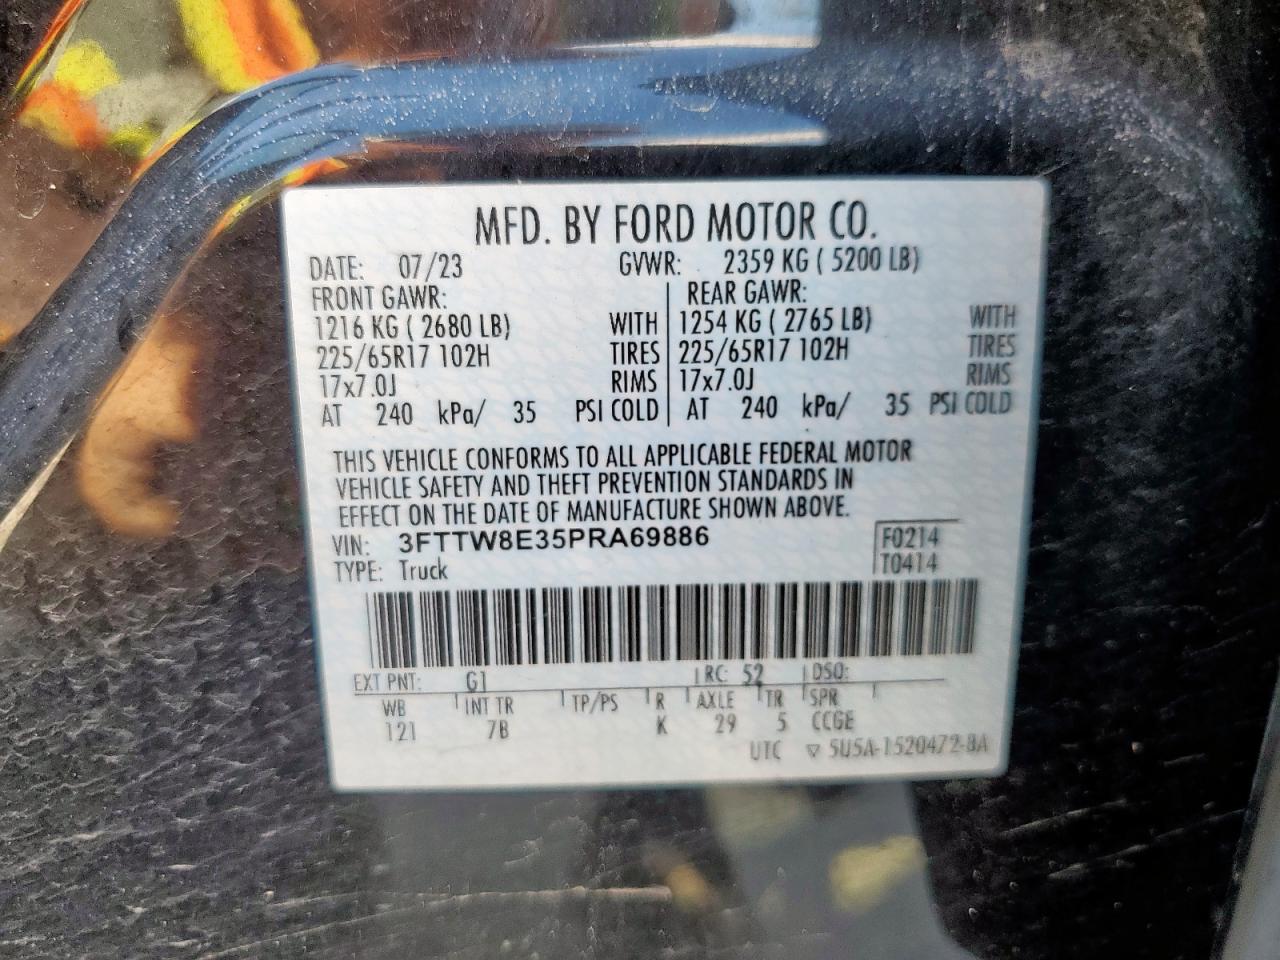 MFD. BY FORD MOTOR CO.
DATE: 07/23 GVWR: 2359 KG ( 5200 LB)
FRONT GAWR: REAR GAWR:
1216 KG ( 2680 LB) WITH 1254 KG ( 2765 LB) WITH
225/65R17 102H TIRES 225/65R17 102H TIRES
17x7.0J RIMS 17x7.0J RIMS
AT 240 kPa/ 35 PSI COLD AT 240 kPa/ 35 PSI COLD
THIS VEHICLE CONFORMS TO ALL APPLICABLE FEDERAL MOTOR
VEHICLE SAFETY AND THEFT PREVENTION STANDARDS IN
EFFECT ON THE DATE OF MANUFACTURE SHOWN ABOVE.
VIN: 3FTTW8E35PRA69886 F0214
TYPE: Truck T0414
EXT PNT: G1 RC: 52 DSO:
WB INT TR TP/PS R AXLE TR SPR
121 7B K 29 5 CCGE
UTC ▽ 5U5A-1520472-BA